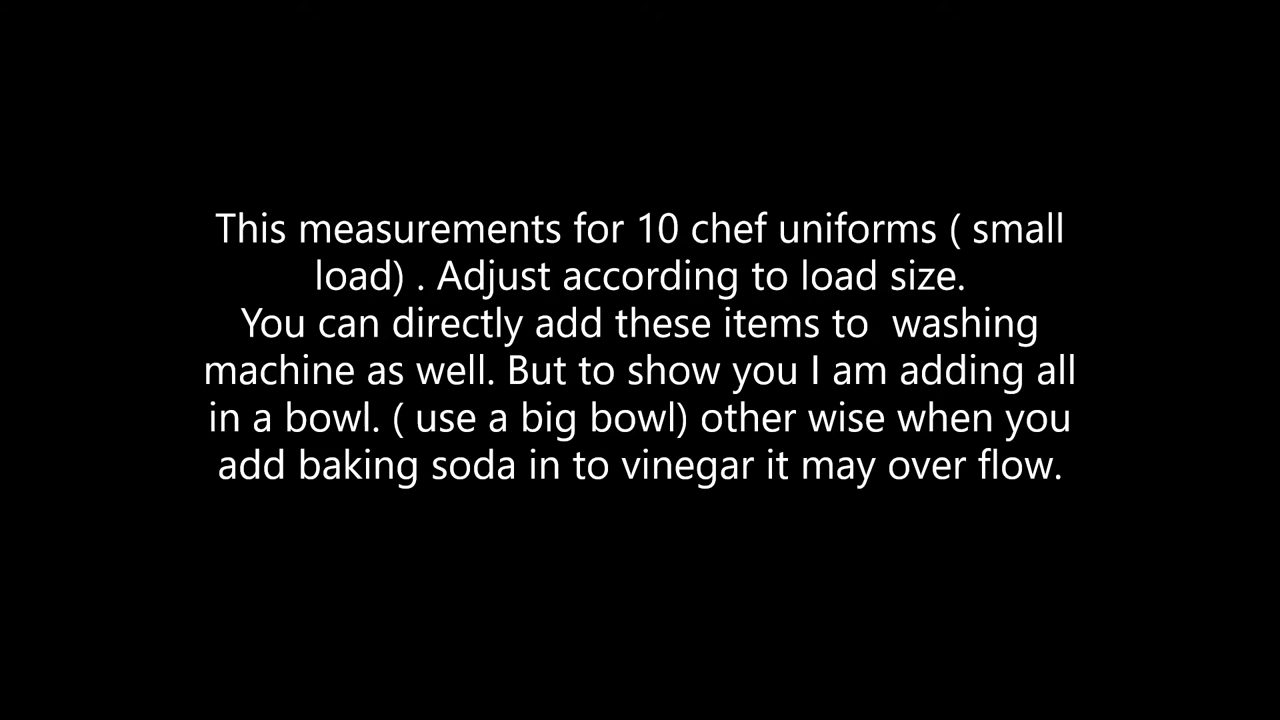 This measurements for 10 chef uniforms ( small
load) . Adjust according to load size.
You can directly add these items to  washing
machine as well. But to show you I am adding all
in a bowl. ( use a big bowl) other wise when you
add baking soda in to vinegar it may over flow.